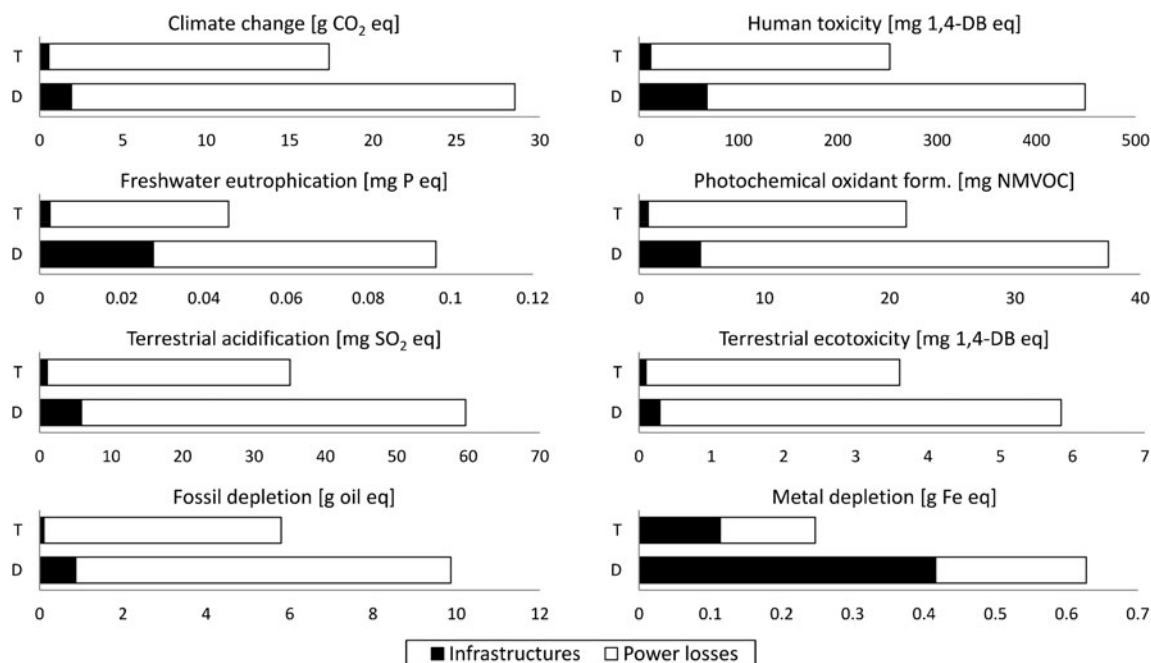 Climate change [g CO₂ eq]
T
D
0 5 10 15 20 25 30
Human toxicity [mg 1,4-DB eq]
T
D
0 100 200 300 400 500
Freshwater eutrophication [mg P eq]
T
D
0 0.02 0.04 0.06 0.08 0.1 0.12
Photochemical oxidant form. [mg NMVOC]
T
D
0 10 20 30 40
Terrestrial acidification [mg SO₂ eq]
T
D
0 10 20 30 40 50 60 70
Terrestrial ecotoxicity [mg 1,4-DB eq]
T
D
0 1 2 3 4 5 6 7
Fossil depletion [g oil eq]
T
D
0 2 4 6 8 10 12
Metal depletion [g Fe eq]
T
D
0 0.1 0.2 0.3 0.4 0.5 0.6 0.7
Infrastructures Power losses